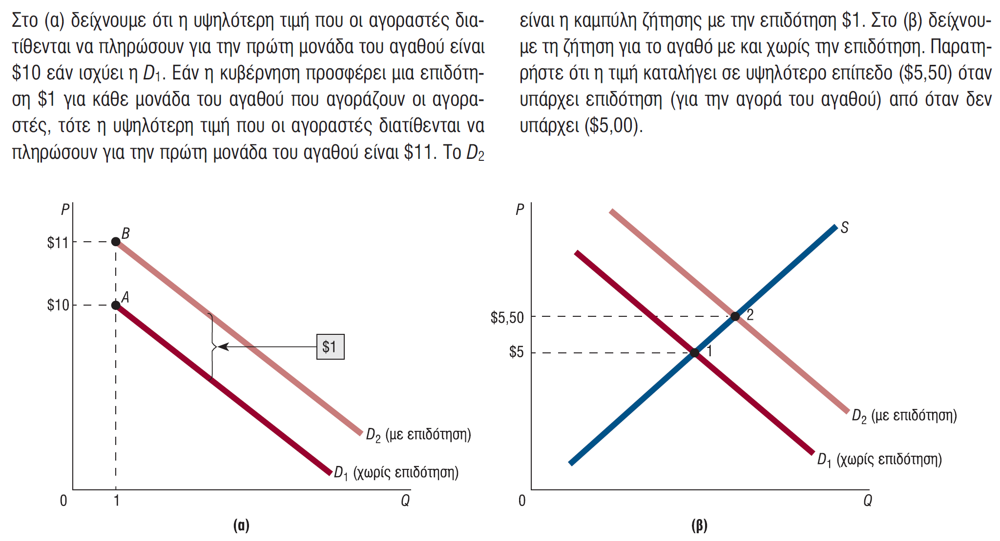 Στο (α) δείχνουμε ότι η υψηλότερη τιμή που οι αγοραστές δια-
τίθενται να πληρώσουν για την πρώτη μονάδα του αγαθού είναι
$10 εάν ισχύει η D1. Εάν η κυβέρνηση προσφέρει μια επιδότη-
ση $1 για κάθε μονάδα του αγαθού που αγοράζουν οι αγορα-
στές, τότε η υψηλότερη τιμή που οι αγοραστές διατίθενται να
πληρώσουν για την πρώτη μονάδα του αγαθού είναι $11. Το D2
είναι η καμπύλη ζήτησης με την επιδότηση $1. Στο (β) δείχνου-
με τη ζήτηση για το αγαθό με και χωρίς την επιδότηση. Παρατη-
ρήστε ότι η τιμή καταλήγει σε υψηλότερο επίπεδο ($5,50) όταν
υπάρχει επιδότηση (για την αγορά του αγαθού) από όταν δεν
υπάρχει ($5,00).
P
B
$11
A
$10
$1
D2 (με επιδότηση)
D1 (χωρίς επιδότηση)
0
1
Q
(α)
P
S
$5,50
2
$5
1
D2 (με επιδότηση)
D1 (χωρίς επιδότηση)
0
Q
(β)